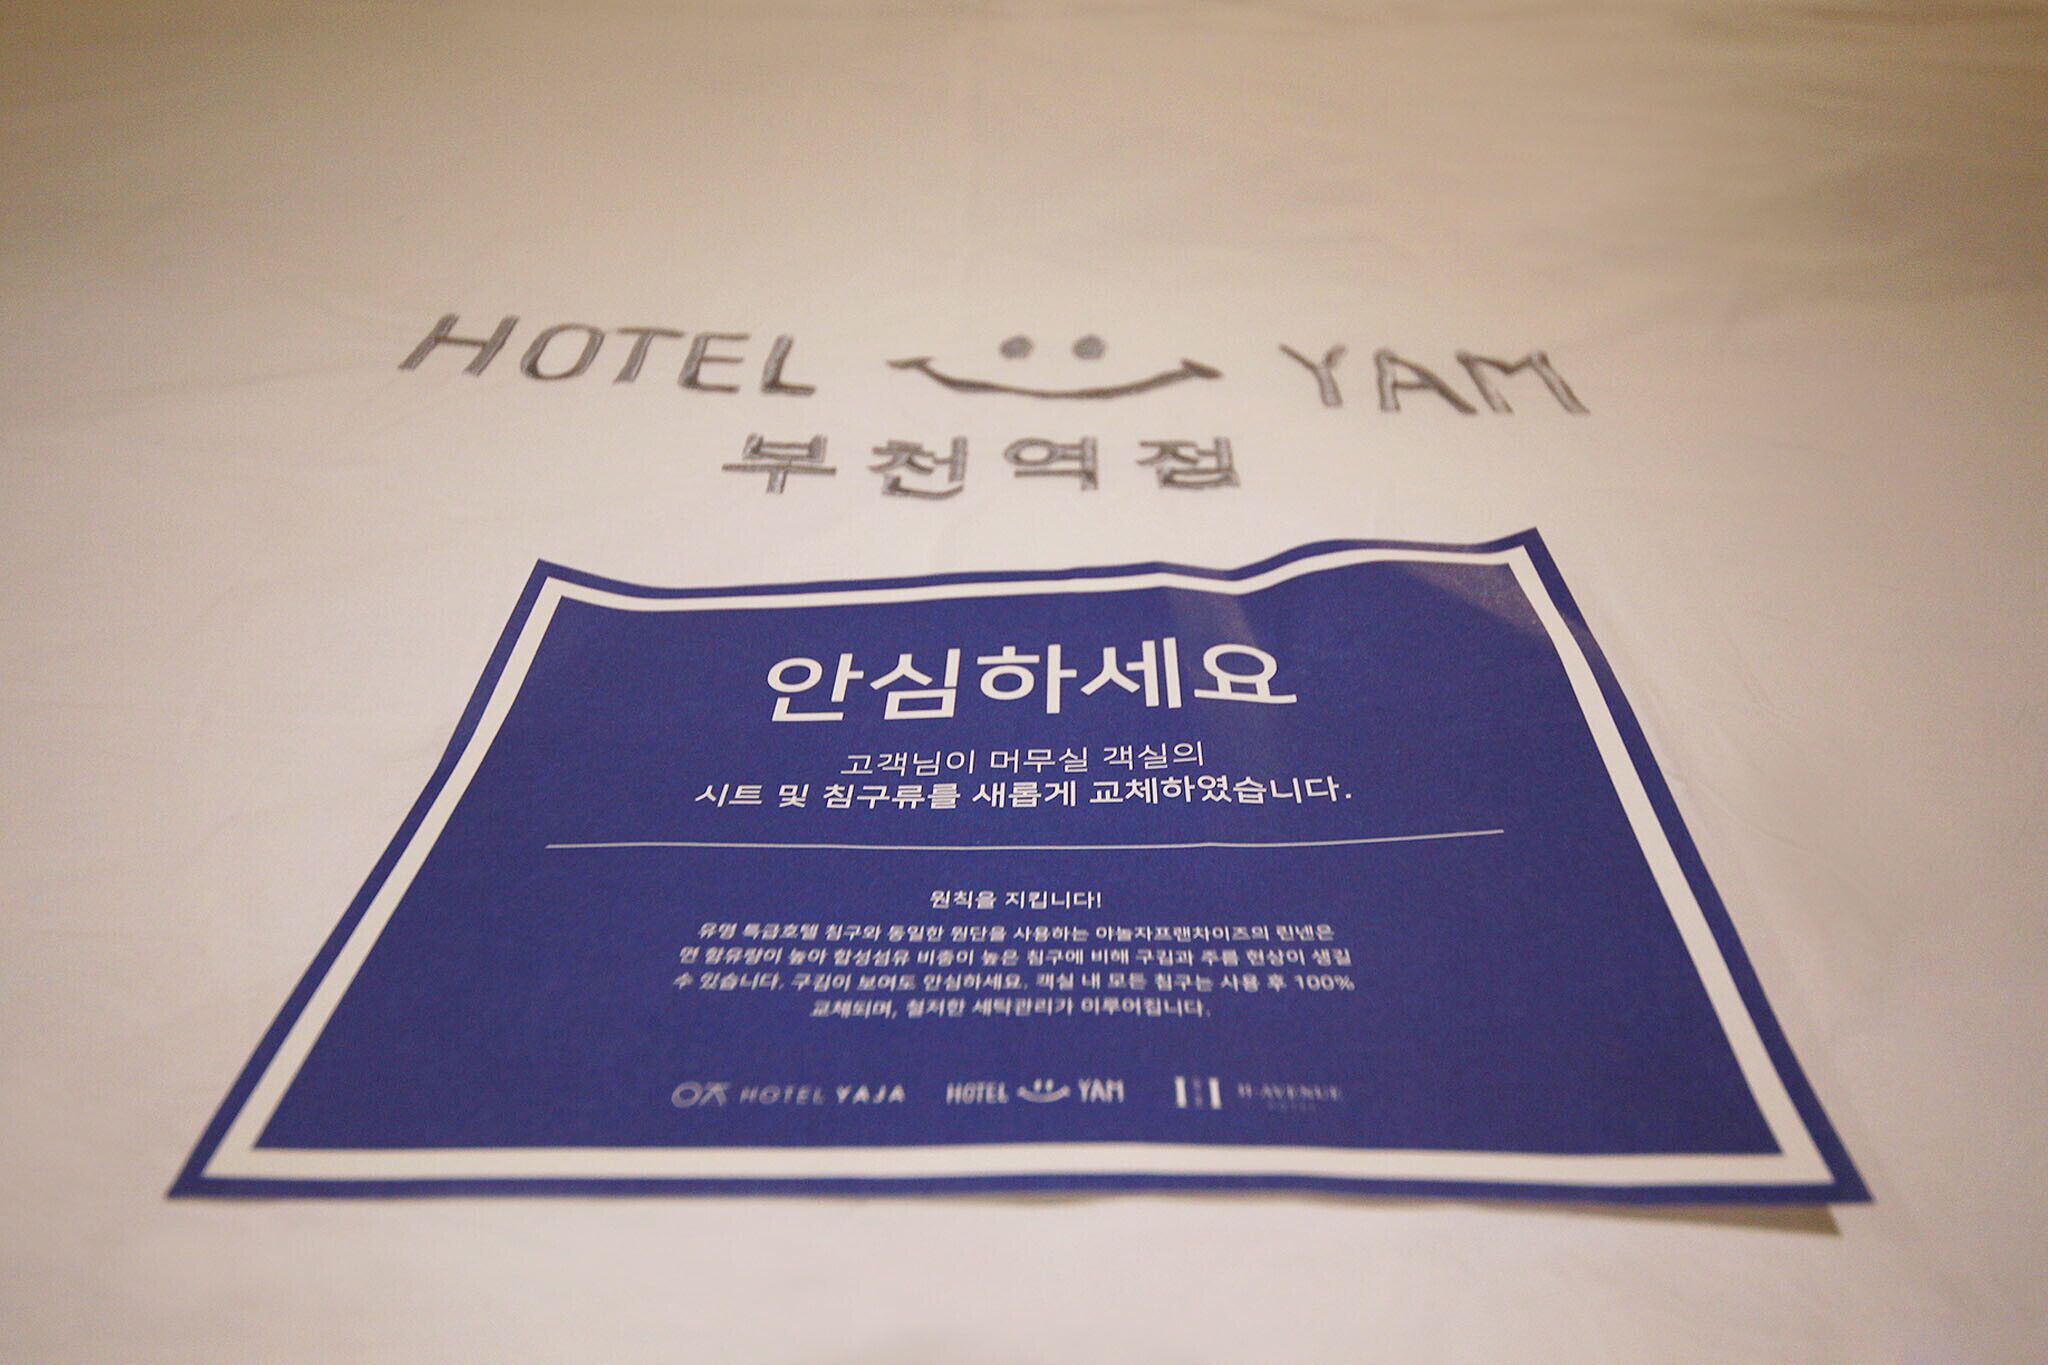 HOTEL YAM
부천역점
안심하세요
고객님이 머무실 객실의
시트 및 침구류를 새롭게 교체하였습니다.
원칙을 지킵니다!
유명 특급호텔 침구와 동일한 원단을 사용하는 야놀자프랜차이즈의 린넨은
면 함유량이 높아 합성섬유 비중이 높은 침구에 비해 구김과 주름 현상이 생길
수 있습니다. 구김이 보여도 안심하세요. 객실 내 모든 침구는 사용 후 100%
교체되며, 철저한 세탁관리가 이루어집니다.
HOTEL YAJA HOTEL YAM H-AVENUE